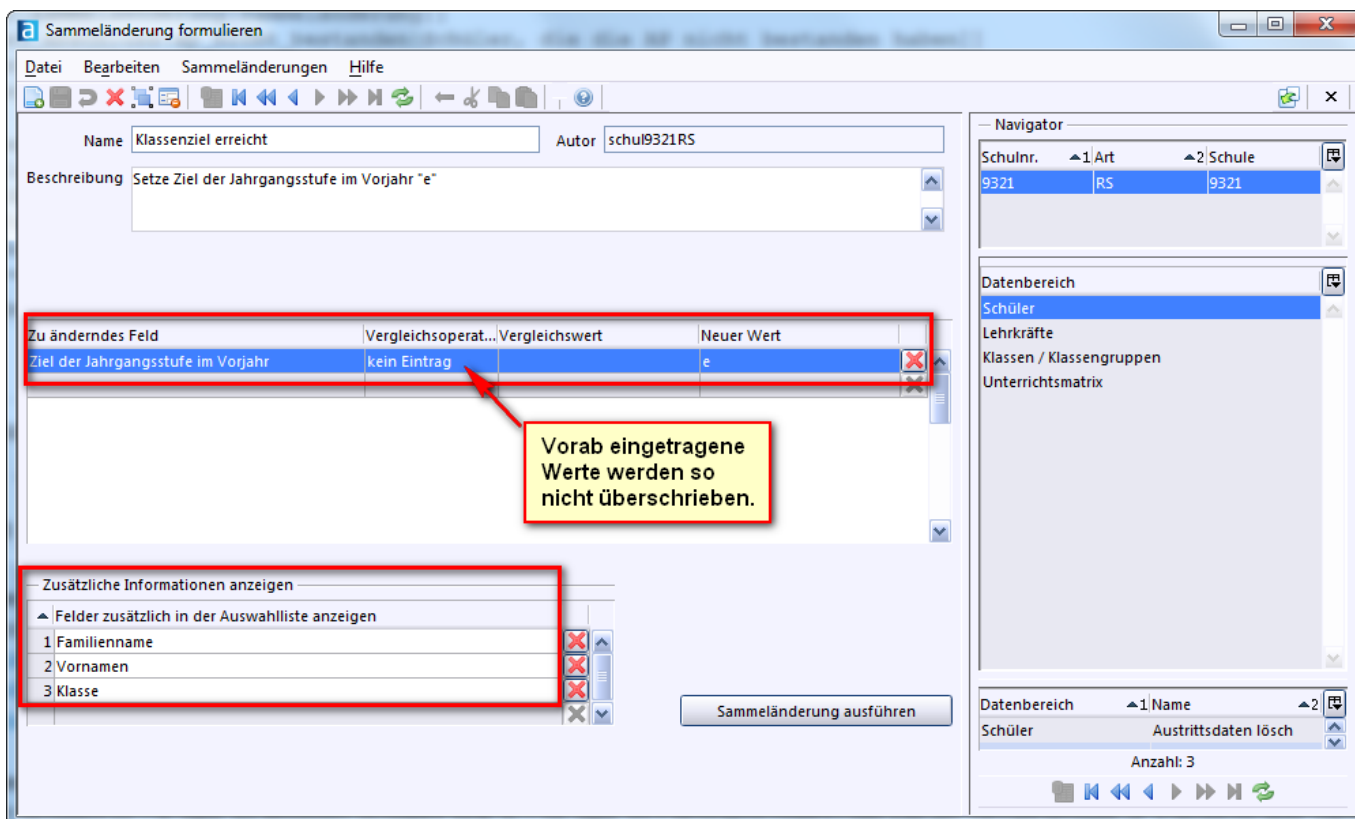 Sammeländerung formulieren
Datei Bearbeiten Sammeländerungen Hilfe
Name Klassenziel erreicht Autor schul9321RS
Beschreibung Setze Ziel der Jahrgangsstufe im Vorjahr "e"
Zu änderndes Feld Vergleichsoperat... Vergleichswert Neuer Wert
Ziel der Jahrgangsstufe im Vorjahr kein Eintrag e
Vorab eingetragene
Werte werden so
nicht überschrieben.
Zusätzliche Informationen anzeigen
Felder zusätzlich in der Auswahlliste anzeigen
1 Familienname
2 Vornamen
3 Klasse
Sammeländerung ausführen
Navigator
Schulnr. 1 Art 2 Schule
9321 RS 9321
Datenbereich
Schüler
Lehrkräfte
Klassen / Klassengruppen
Unterrichtsmatrix
Datenbereich 1 Name 2
Schüler Austrittsdaten lösch
Anzahl: 3